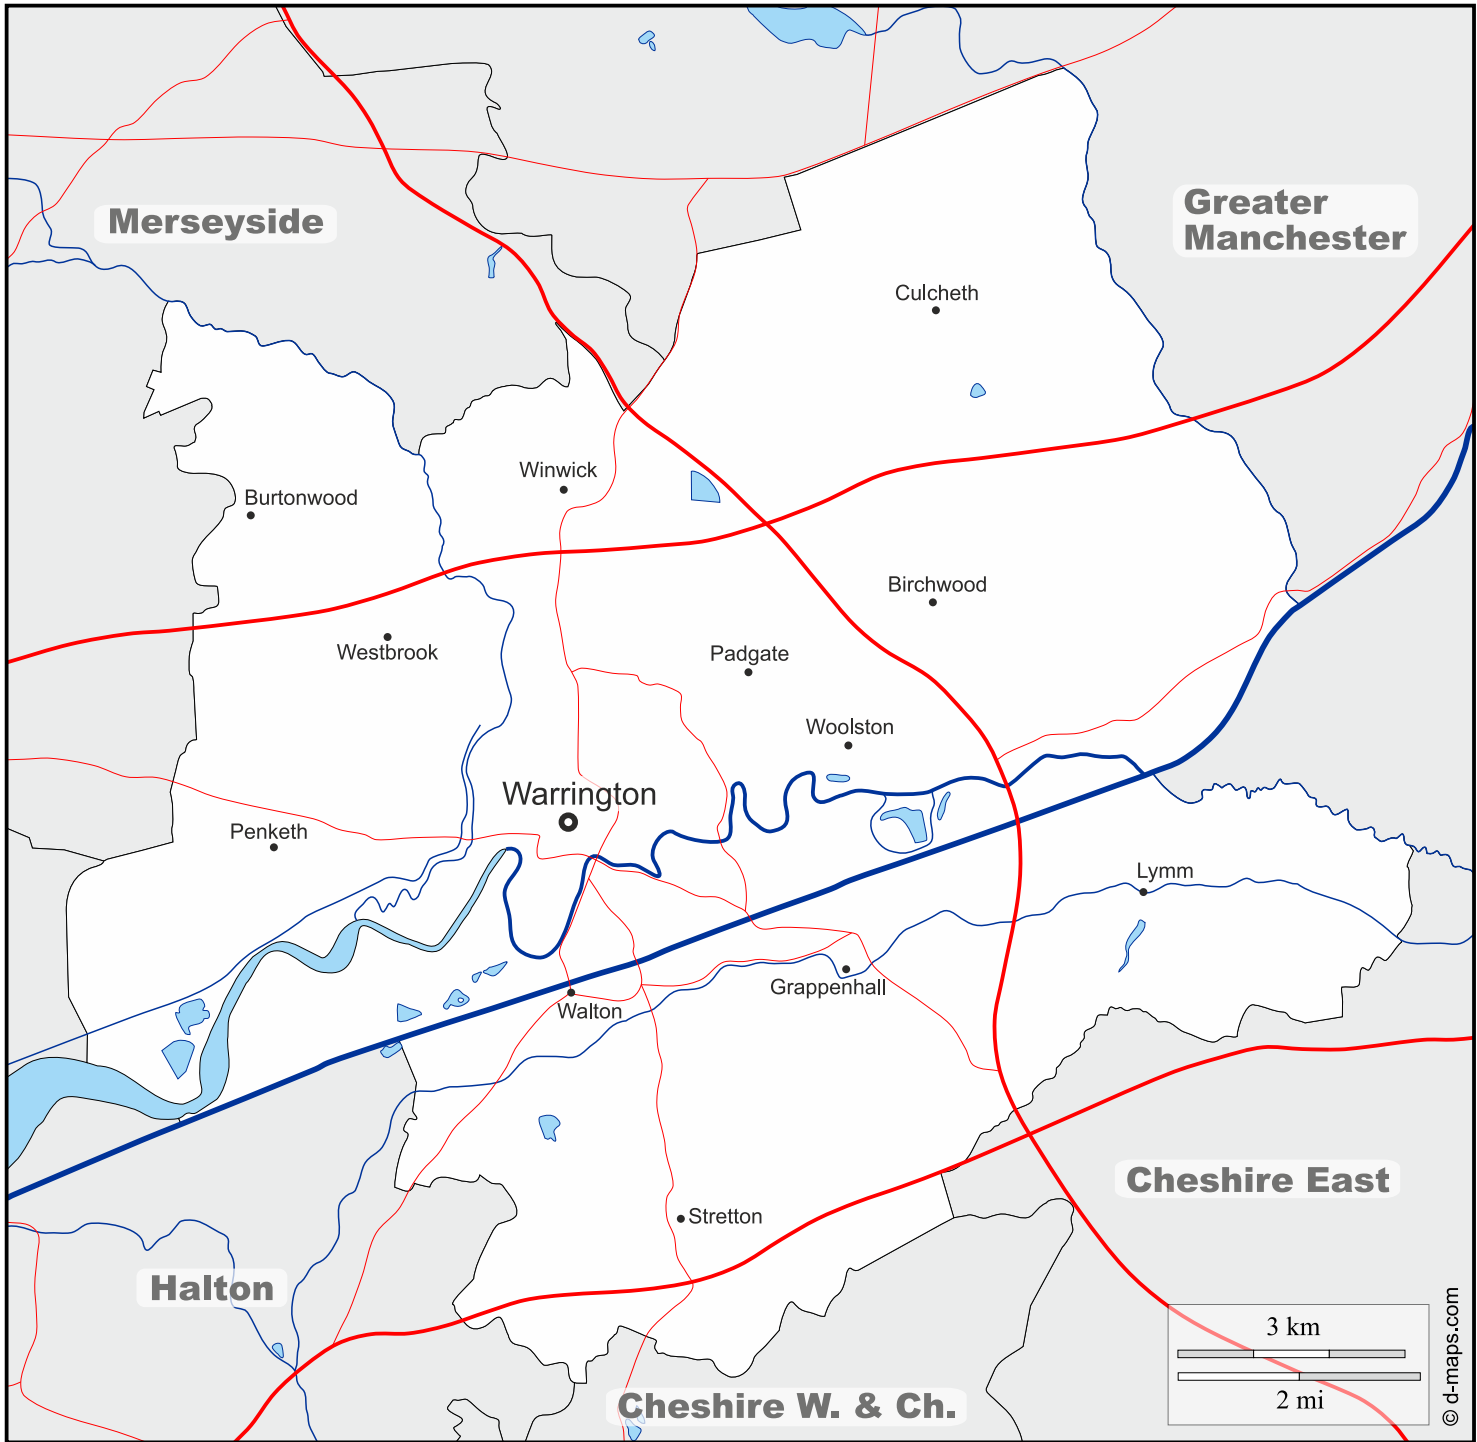 Merseyside
Greater
Manchester
Culcheth
Winwick
Burtonwood
Birchwood
Westbrook
Padgate
Woolston
Warrington
Penketh
Lymm
Grappenhall
Walton
Cheshire East
Stretton
Halton
3 km
2 mi
Cheshire W. & Ch.
© d-maps.com